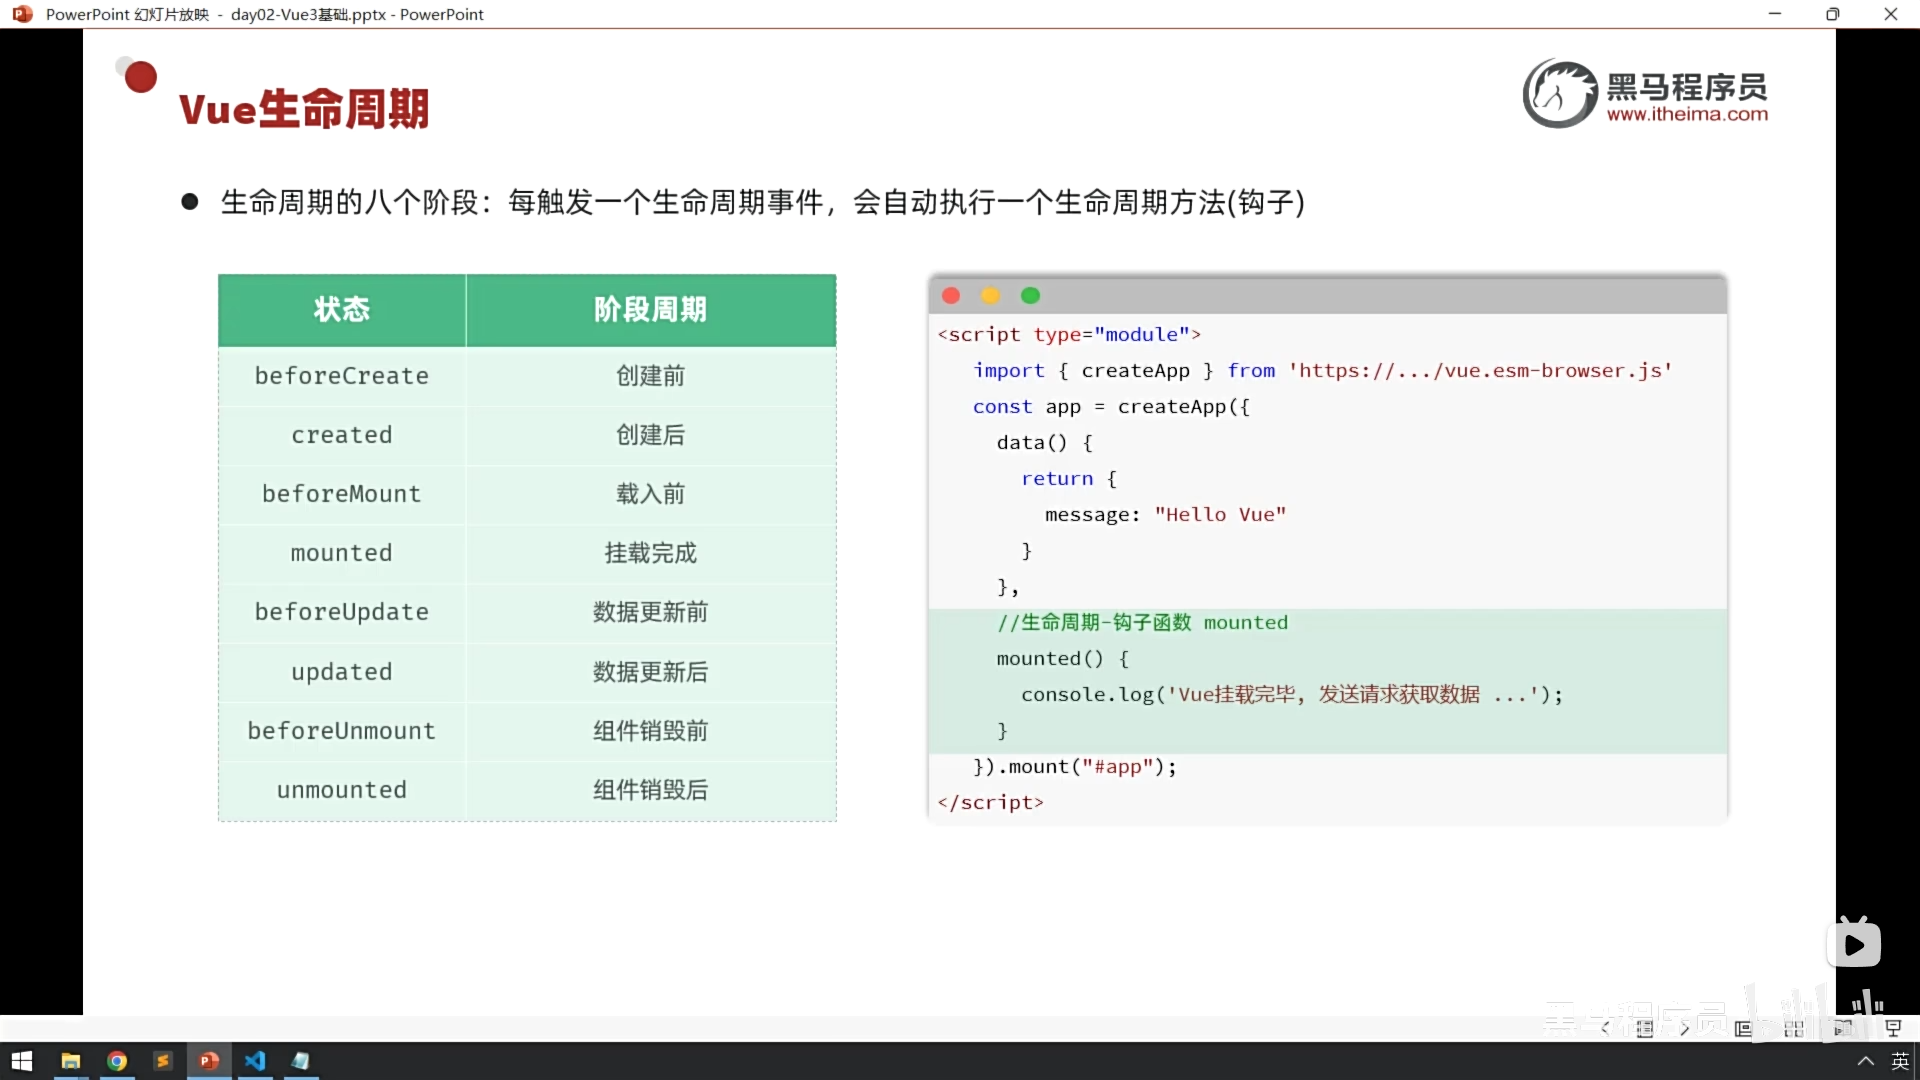 PowerPoint 幻灯片放映 - day02-Vue3基础.pptx - PowerPoint
Vue生命周期
黑马程序员
www.itheima.com
生命周期的八个阶段：每触发一个生命周期事件，会自动执行一个生命周期方法(钩子)
状态 阶段周期
beforeCreate 创建前
created 创建后
beforeMount 载入前
mounted 挂载完成
beforeUpdate 数据更新前
updated 数据更新后
beforeUnmount 组件销毁前
unmounted 组件销毁后
<script type="module">
import { createApp } from 'https://.../vue.esm-browser.js'
const app = createApp({
data() {
return {
message: "Hello Vue"
}
},
//生命周期-钩子函数 mounted
mounted() {
console.log('Vue挂载完毕, 发送请求获取数据 ...');
}
}).mount("#app");
</script>
黑马程序员 bilibili
英